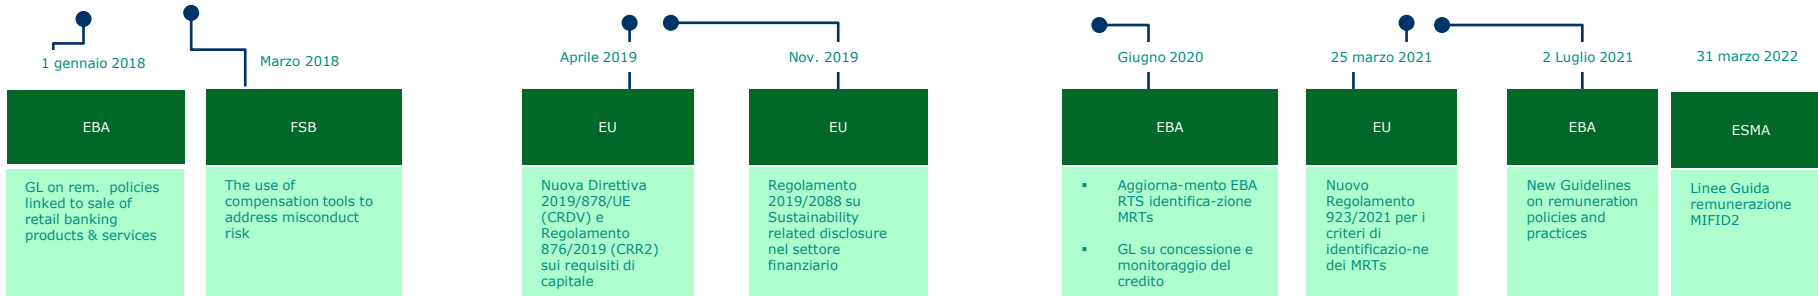 1 gennaio 2018
EBA
GL on rem. policies
linked to sale of
retail banking
products & services
Marzo 2018
FSB
The use of
compensation tools to
address misconduct
risk
Aprile 2019
EU
Nuova Direttiva
2019/878/UE
(CRDV) e
Regolamento
876/2019 (CRR2)
sui requisiti di
capitale
Nov. 2019
EU
Regolamento
2019/2088 su
Sustainability
related disclosure
nel settore
finanziario
Giugno 2020
EBA
▪ Aggiorna-mento EBA
RTS identifica-zione
MRTs
▪ GL su concessione e
monitoraggio del
credito
25 marzo 2021
EU
Nuovo
Regolamento
923/2021 per i
criteri di
identificazio-ne
dei MRTs
2 Luglio 2021
EBA
New Guidelines
on remuneration
policies and
practices
31 marzo 2022
ESMA
Linee Guida
remunerazione
MIFID2